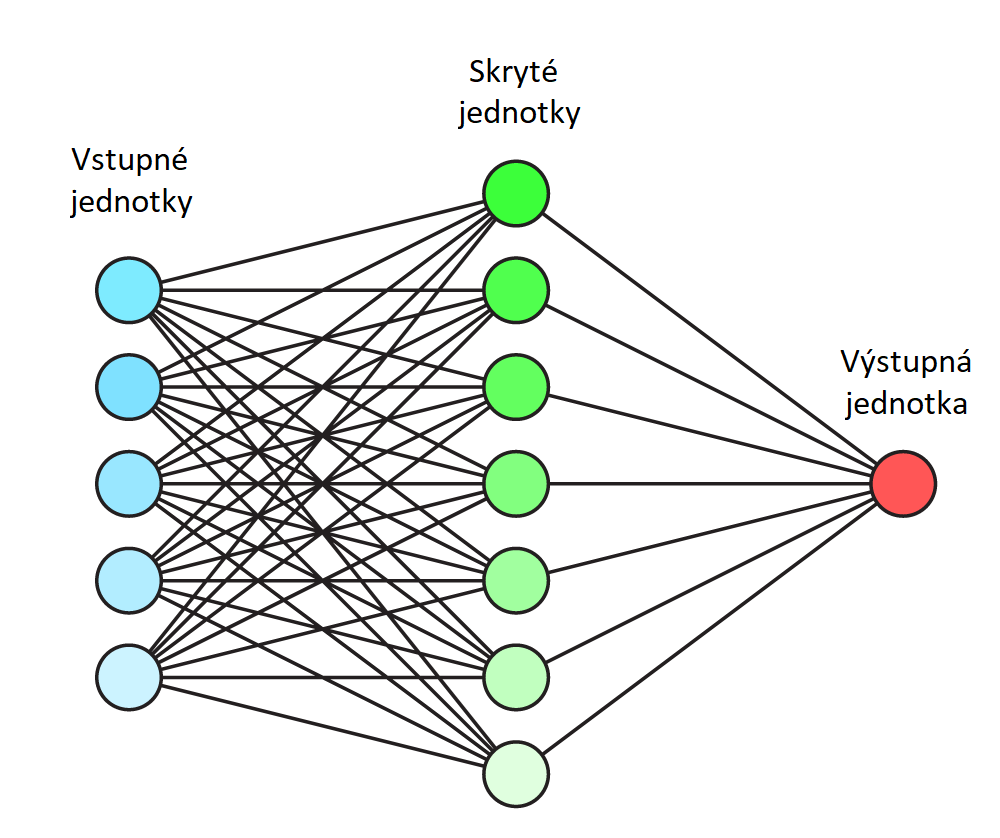 Skryté
jednotky
Vstupné
jednotky
Výstupná
jednotka